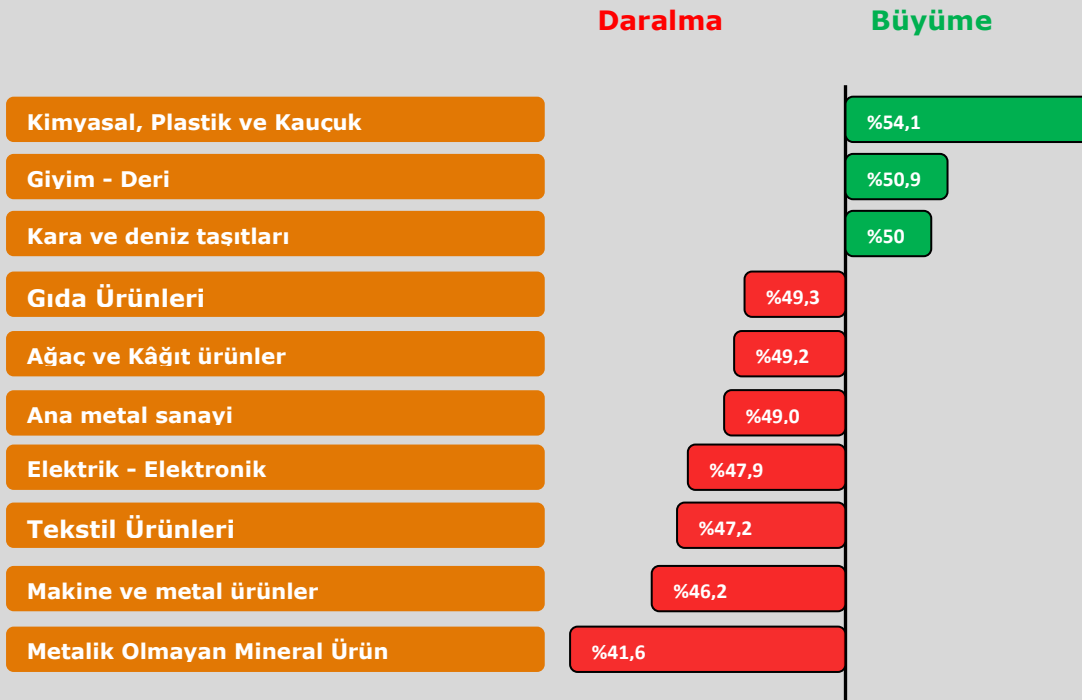 Daralma Büyüme
Kimyasal, Plastik ve Kauçuk %54,1
Giyim - Deri %50,9
Kara ve deniz taşıtları %50
Gıda Ürünleri %49,3
Ağaç ve Kâğıt ürünler %49,2
Ana metal sanayi %49,0
Elektrik - Elektronik %47,9
Tekstil Ürünleri %47,2
Makine ve metal ürünler %46,2
Metalik Olmayan Mineral Ürün %41,6